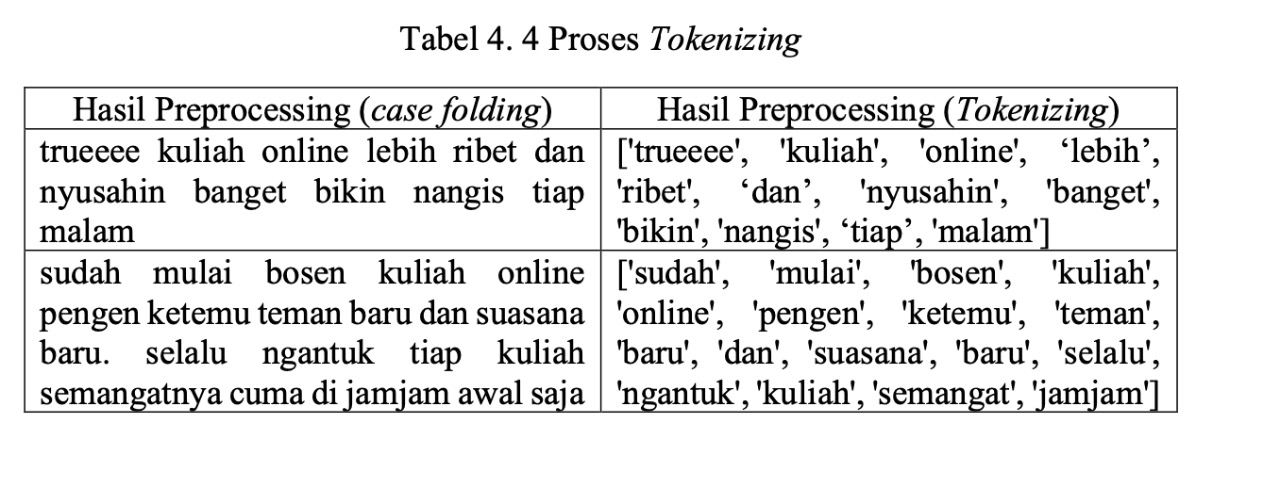 Tabel 4. 4 Proses Tokenizing
Hasil Preprocessing (case folding)
Hasil Preprocessing (Tokenizing)
trueeee kuliah online lebih ribet dan
nyusahin banget bikin nangis tiap
malam
['trueeee', 'kuliah', 'online', ‘lebih’,
'ribet', ‘dan’, 'nyusahin', 'banget',
'bikin', 'nangis', ‘tiap’, 'malam']
sudah mulai bosen kuliah online
pengen ketemu teman baru dan suasana
baru. selalu ngantuk tiap kuliah
semangatnya cuma di jamjam awal saja
['sudah', 'mulai', 'bosen', 'kuliah',
'online', 'pengen', 'ketemu', 'teman',
'baru', 'dan', 'suasana', 'baru', 'selalu',
'ngantuk', 'kuliah', 'semangat', 'jamjam']